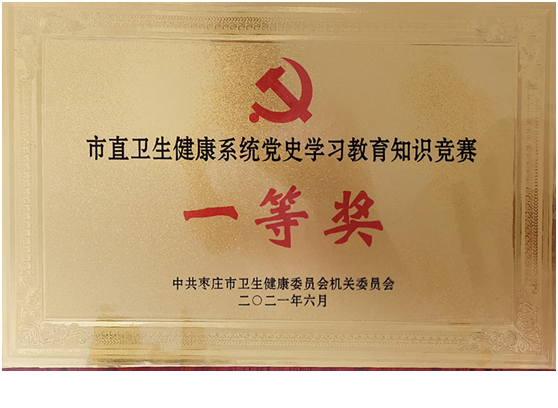 市直卫生健康系统党史学习教育知识竞赛
一等奖
中共枣庄市卫生健康委员会机关委员会
二〇二一年六月